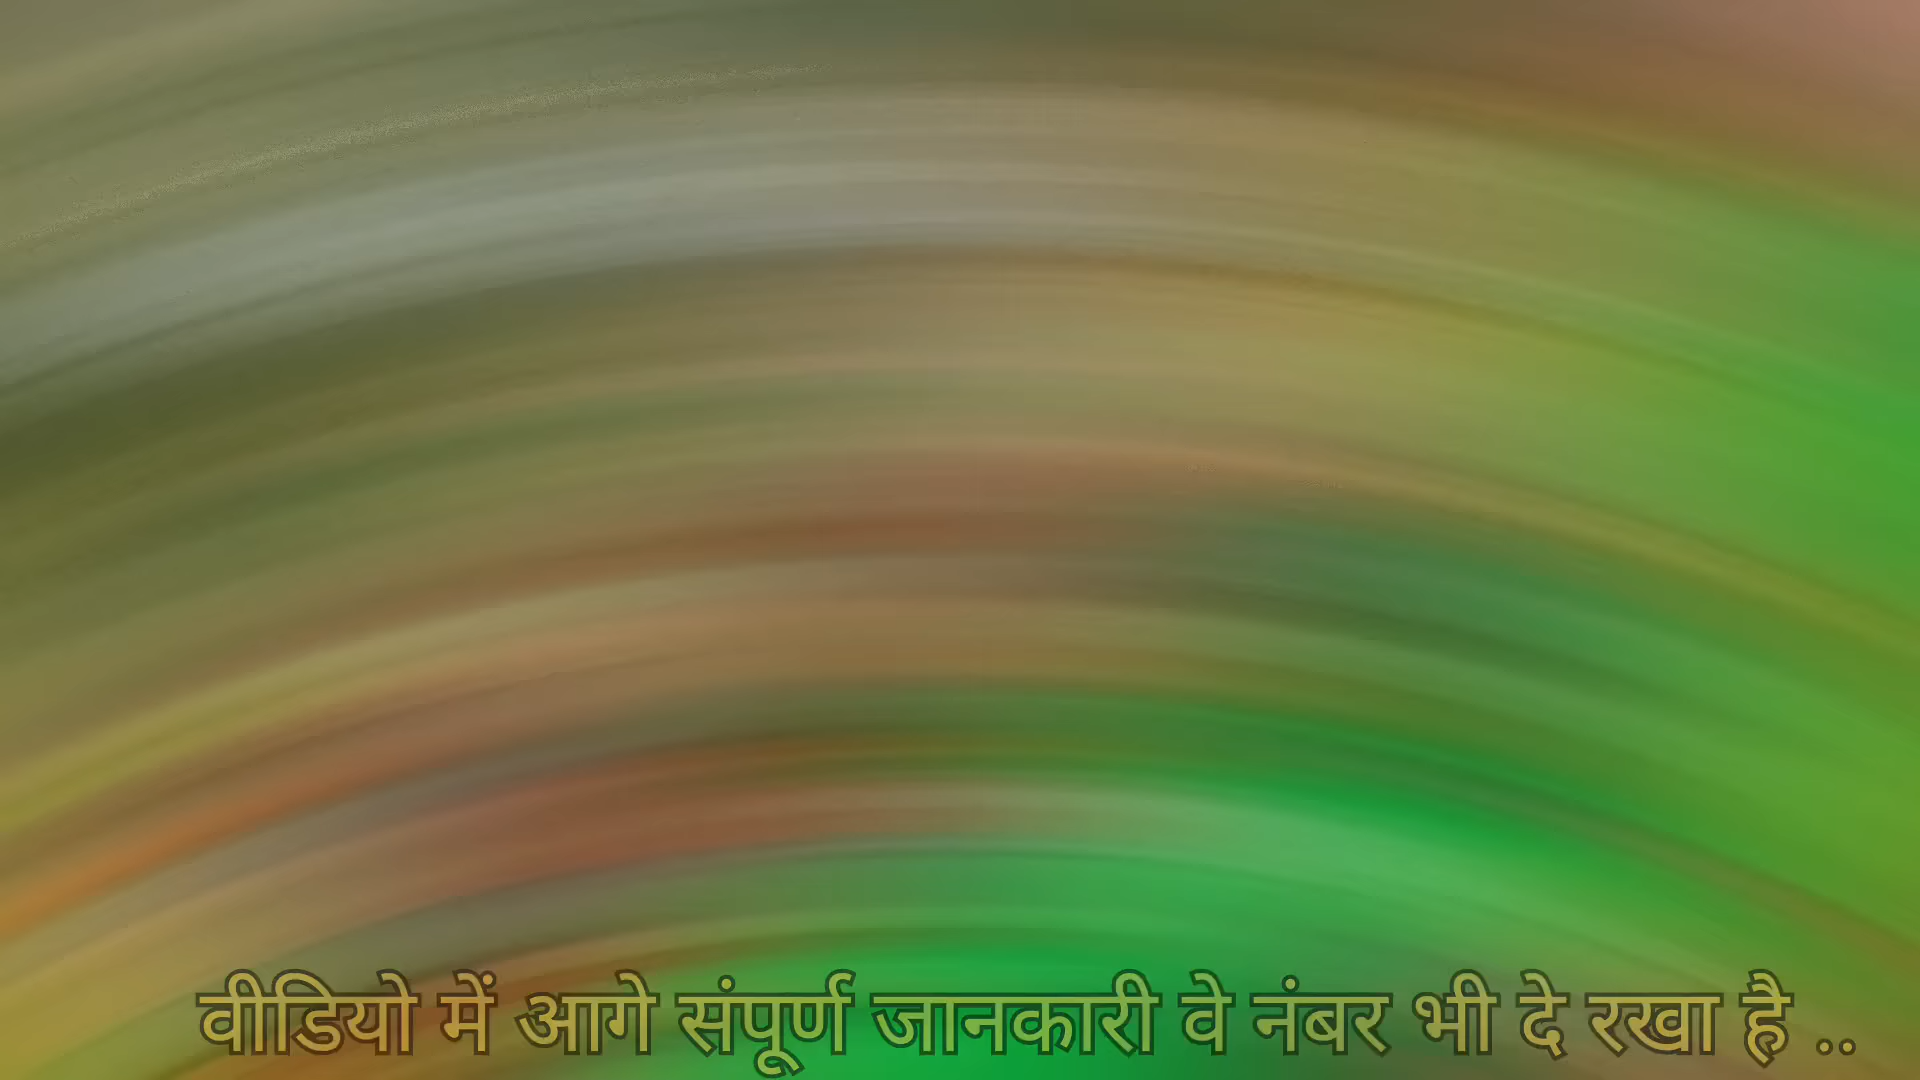 वीडियो में आगे संपूर्ण जानकारी वे नंबर भी दे रखा है ..